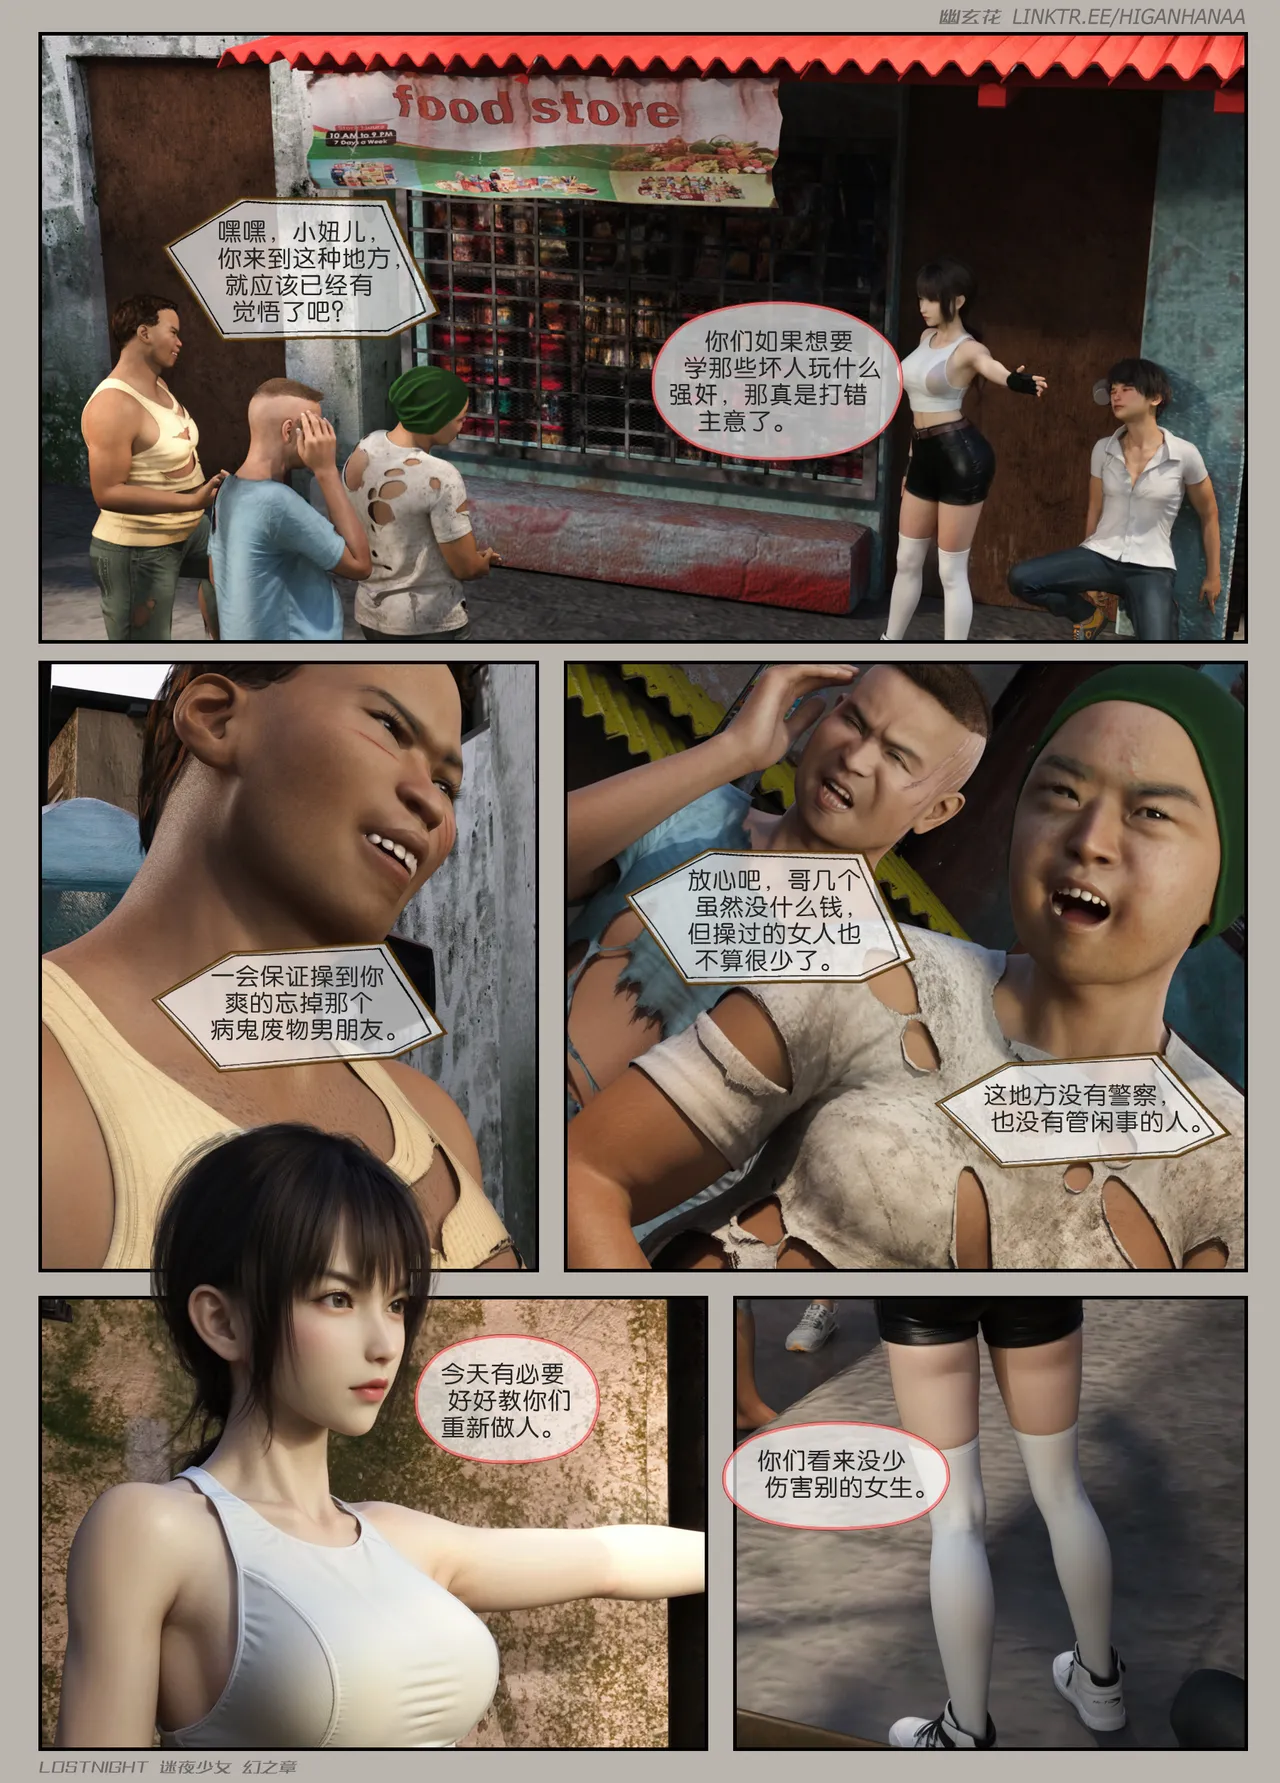 幽玄花 LINKTR.EE/HIGANHANAA
food store
10 AM to 9 PM
7 Days a Week
嘿嘿，小妞儿，
你来到这种地方，
就应该已经有
觉悟了吧？
你们如果想要
学那些坏人玩什么
强奸，那真是打错
主意了。
一会保证操到你
爽的忘掉那个
病鬼废物男朋友。
放心吧，哥几个
虽然没什么钱，
但操过的女人也
不算很少了。
这地方没有警察，
也没有管闲事的人。
今天有必要
好好教你们
重新做人。
你们看来没少
伤害别的女生。
LOSTNIGHT 迷夜少女 幻之章